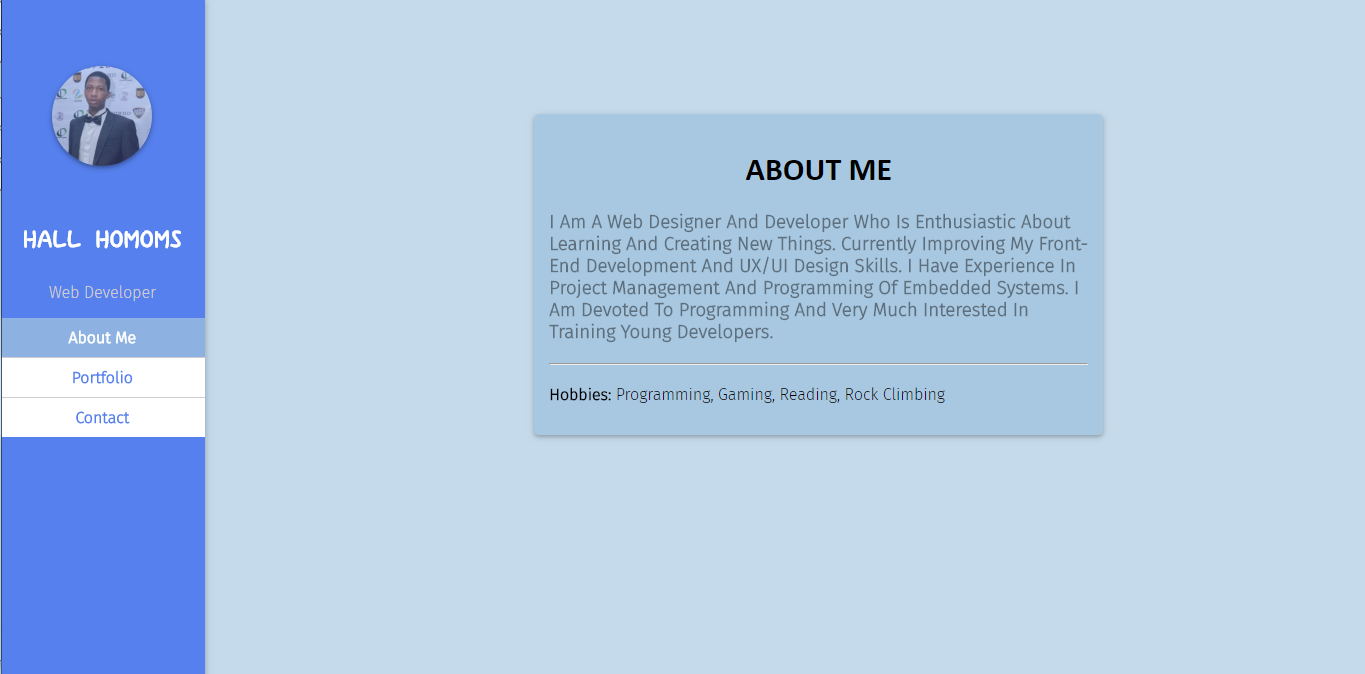 HALL HOMOMS
Web Developer
About Me
Portfolio
Contact
ABOUT ME
I Am A Web Designer And Developer Who Is Enthusiastic About
Learning And Creating New Things. Currently Improving My Front-
End Development And UX/UI Design Skills. I Have Experience In
Project Management And Programming Of Embedded Systems. I
Am Devoted To Programming And Very Much Interested In
Training Young Developers.
Hobbies: Programming, Gaming, Reading, Rock Climbing